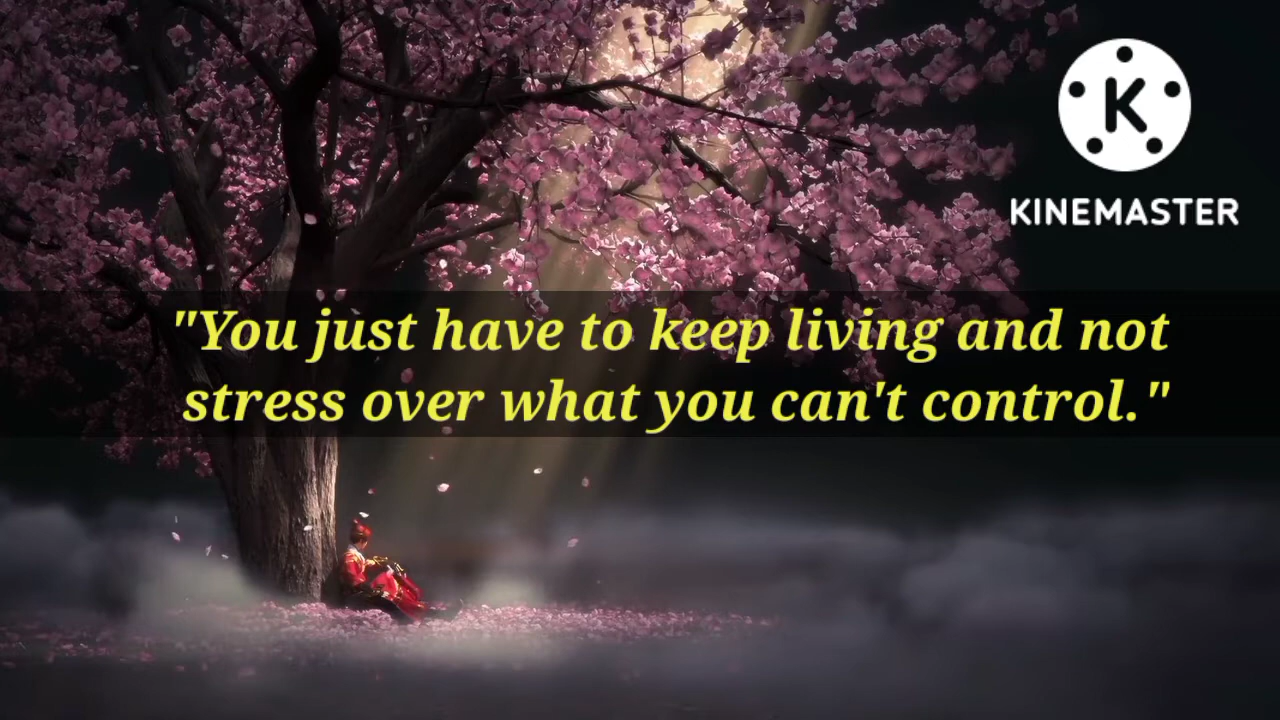 K
KINEMASTER
"You just have to keep living and not
stress over what you can't control."